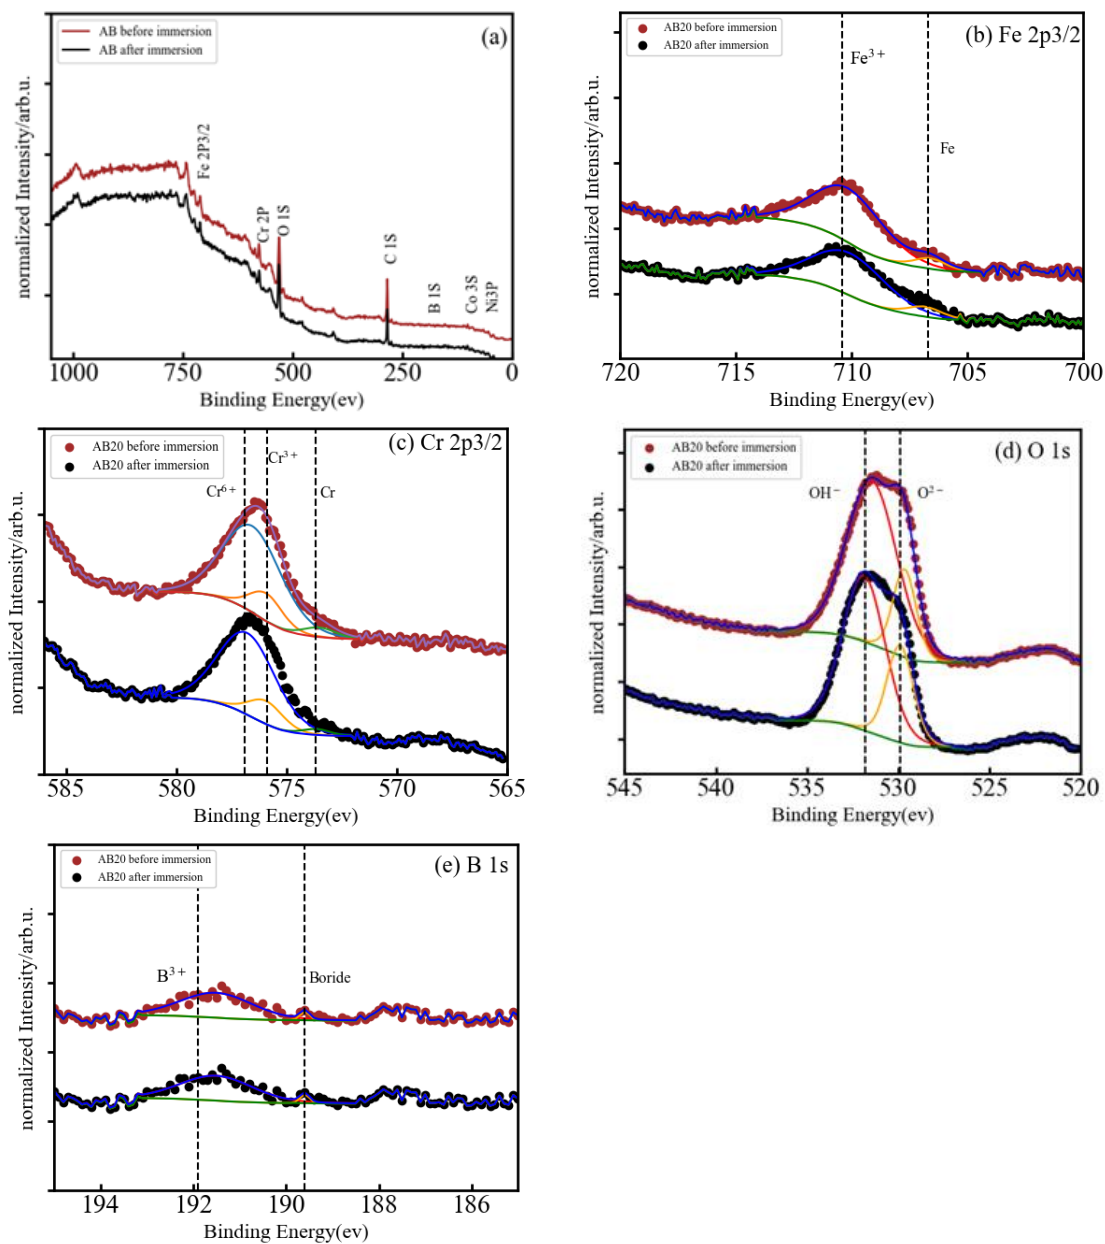 AB before immersion
AB after immersion
(a)
Fe 2P3/2
Cr 2P
O 1S
C 1S
B 1S
Co 3S
Ni3P
normalized Intensity/arb.u.
1000 750 500 250 0
Binding Energy(ev)
AB20 before immersion
AB20 after immersion
(b) Fe 2p3/2
Fe3+
Fe
normalized Intensity/arb.u.
720 715 710 705 700
Binding Energy(ev)
AB20 before immersion
AB20 after immersion
(c) Cr 2p3/2
Cr3+
Cr6+
Cr
normalized Intensity/arb.u.
585 580 575 570 565
Binding Energy(ev)
AB20 before immersion
AB20 after immersion
(d) O 1s
OH−
O2−
normalized Intensity/arb.u.
545 540 535 530 525 520
Binding Energy(ev)
AB20 before immersion
AB20 after immersion
(e) B 1s
B3+
Boride
normalized Intensity/arb.u.
194 192 190 188 186
Binding Energy(ev)